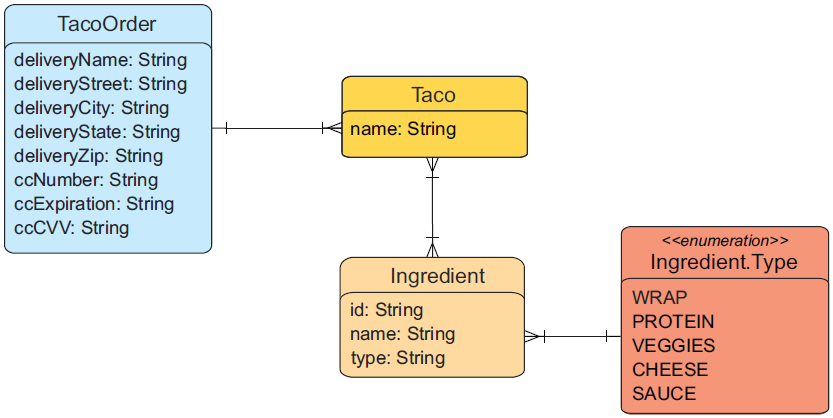 TacoOrder
deliveryName: String
deliveryStreet: String
deliveryCity: String
deliveryState: String
deliveryZip: String
ccNumber: String
ccExpiration: String
ccCVV: String
Taco
name: String
Ingredient
id: String
name: String
type: String
<<enumeration>>
Ingredient.Type
WRAP
PROTEIN
VEGGIES
CHEESE
SAUCE